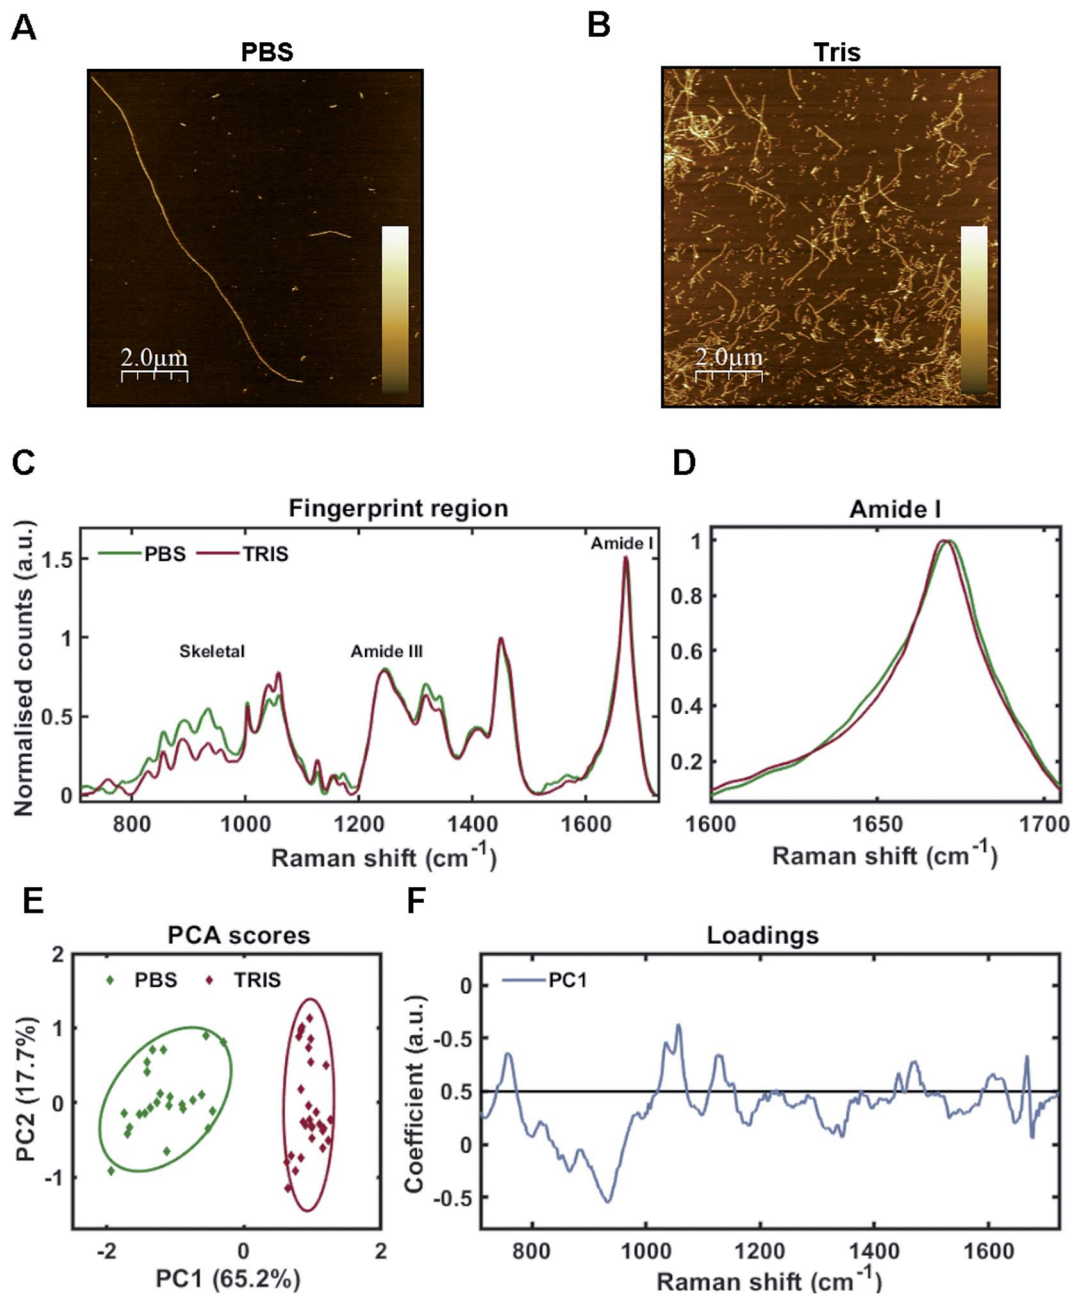 A
PBS
2.0µm
B
Tris
2.0µm
C
Fingerprint region
Normalised counts (a.u.)
PBS
TRIS
Amide I
Skeletal
Amide III
1.5
1
0.5
0
800
1000
1200
1400
1600
Raman shift (cm-1)
D
Amide I
1
0.8
0.6
0.4
0.2
1600
1650
1700
Raman shift (cm-1)
E
PCA scores
PBS
TRIS
PC2 (17.7%)
2
1
0
-1
-2
0
2
PC1 (65.2%)
F
Loadings
PC1
Coefficient (a.u.)
0
-0.5
0.5
0
-0.5
800
1000
1200
1400
1600
Raman shift (cm-1)